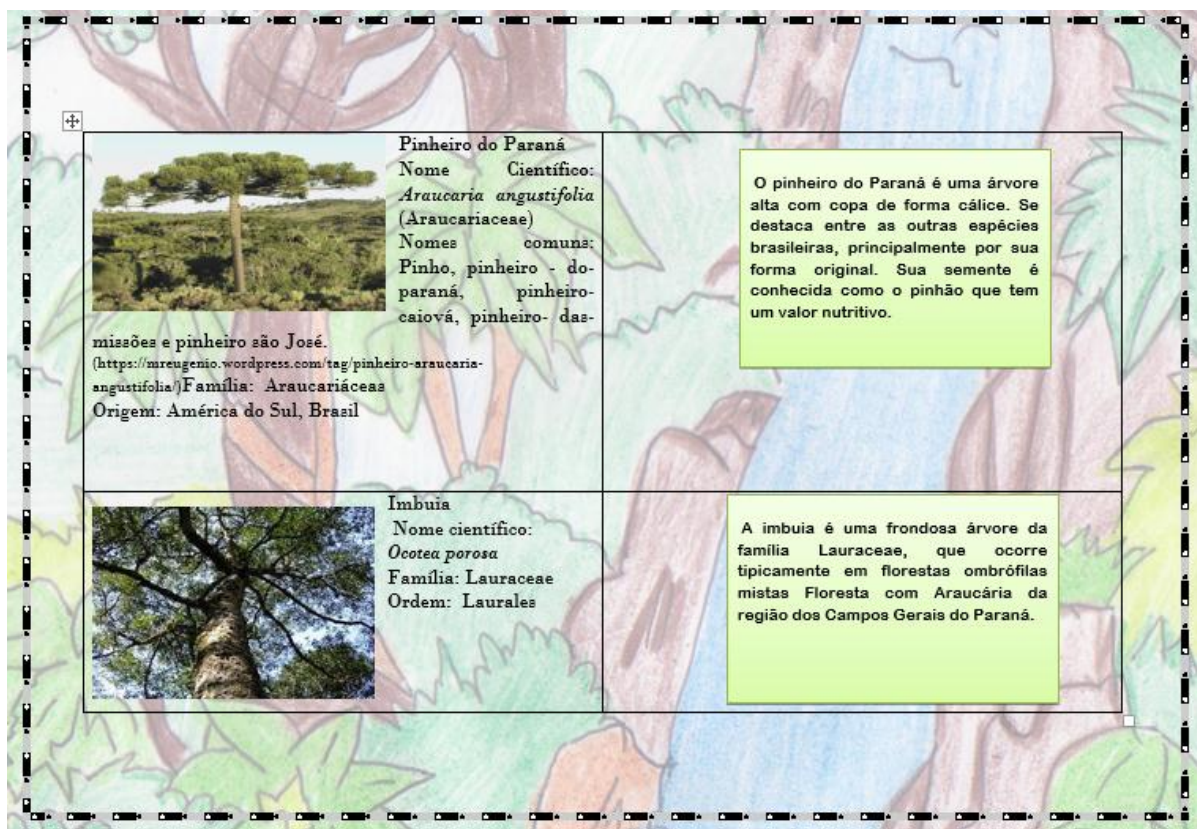 Pinheiro do Paraná
Nome Científico:
Araucaria angustifolia
(Araucariaceae)
Nomes comuns:
Pinho, pinheiro - do-
paraná, pinheiro-
caiová, pinheiro- das-
missões e pinheiro são José.
(https://mreugenio.wordpress.com/tag/pinheiro-araucaria-
angustifolia/)Família: Araucariáceas
Origem: América do Sul, Brasil
O pinheiro do Paraná é uma árvore
alta com copa de forma cálice. Se
destaca entre as outras espécies
brasileiras, principalmente por sua
forma original. Sua semente é
conhecida como o pinhão que tem
um valor nutritivo.
Imbuia
Nome científico:
Ocotea porosa
Família: Lauraceae
Ordem: Laurales
A imbuia é uma frondosa árvore da
família Lauraceae, que ocorre
tipicamente em florestas ombrófilas
mistas Floresta com Araucária da
região dos Campos Gerais do Paraná.